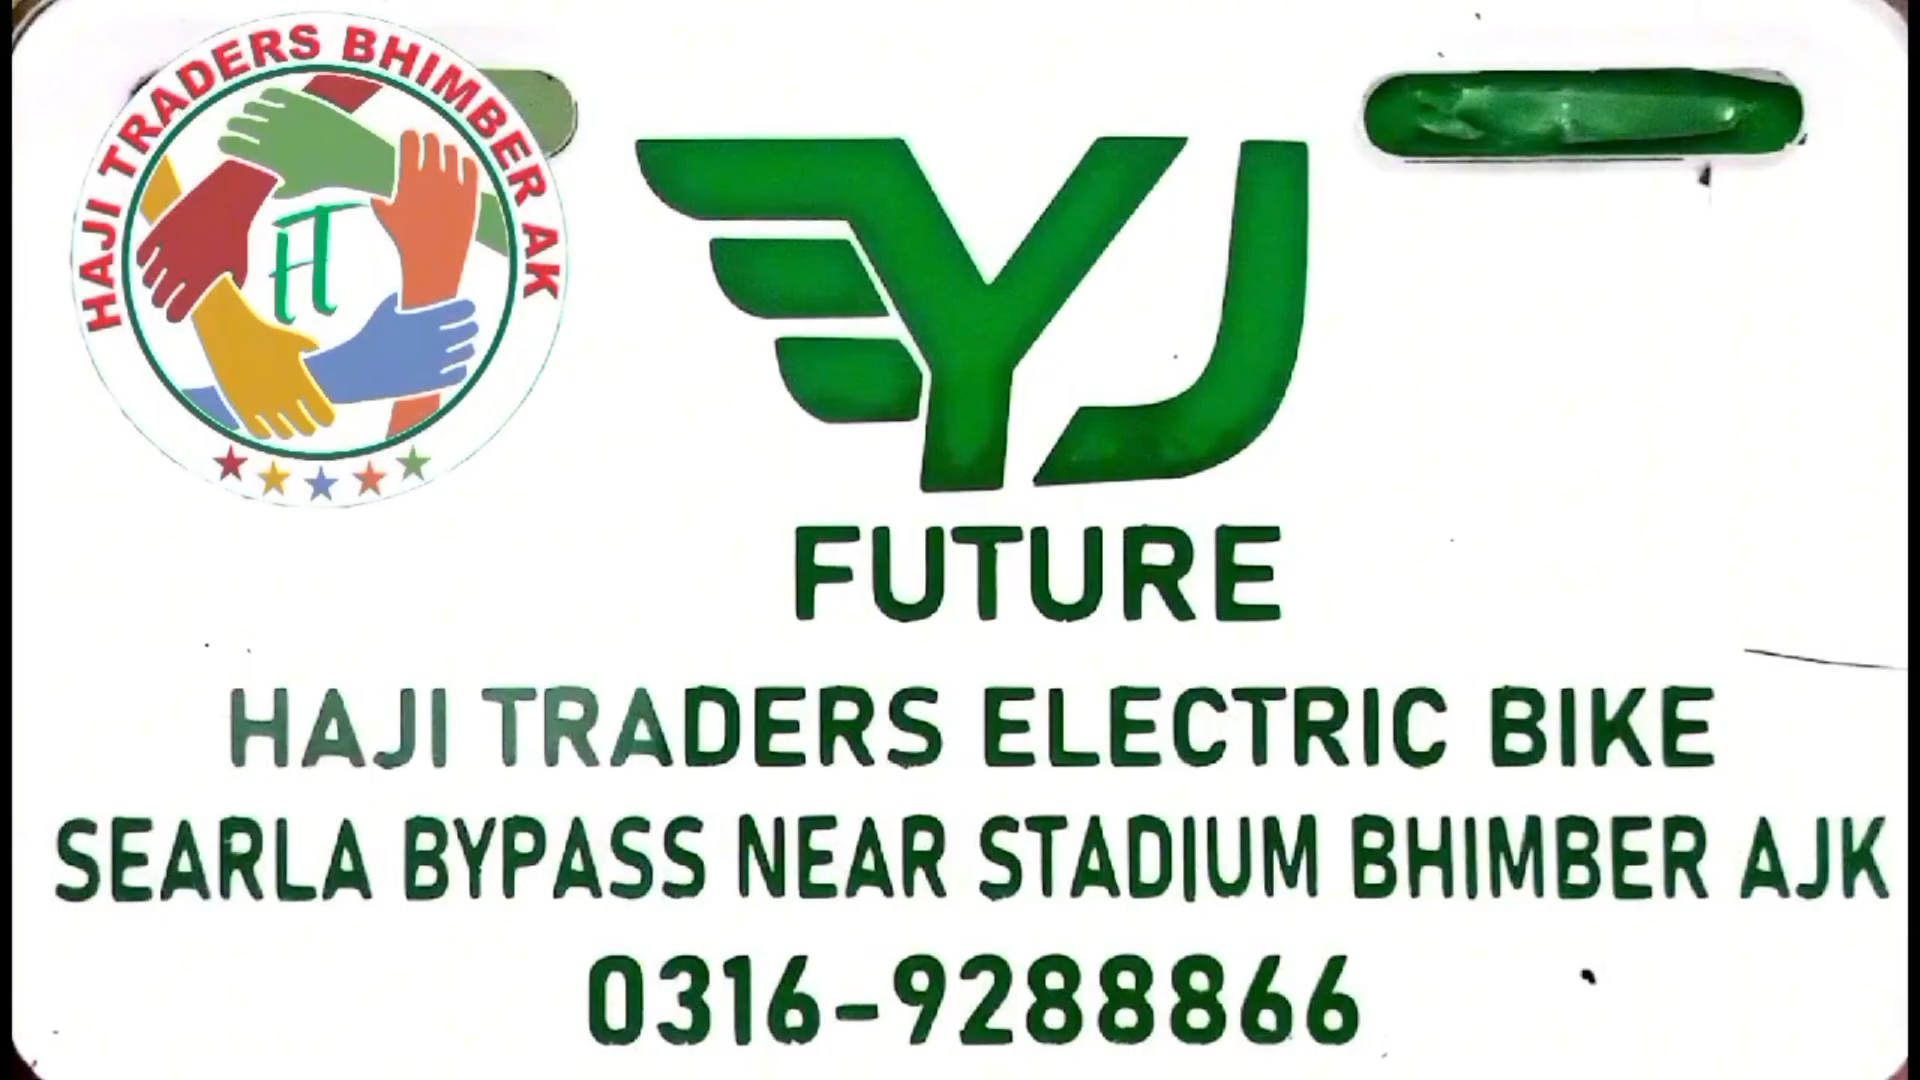 HAJI TRADERS BHIMBER AK
HT
YJ
FUTURE
HAJI TRADERS ELECTRIC BIKE
SEARLA BYPASS NEAR STADIUM BHIMBER AJK
0316-9288866